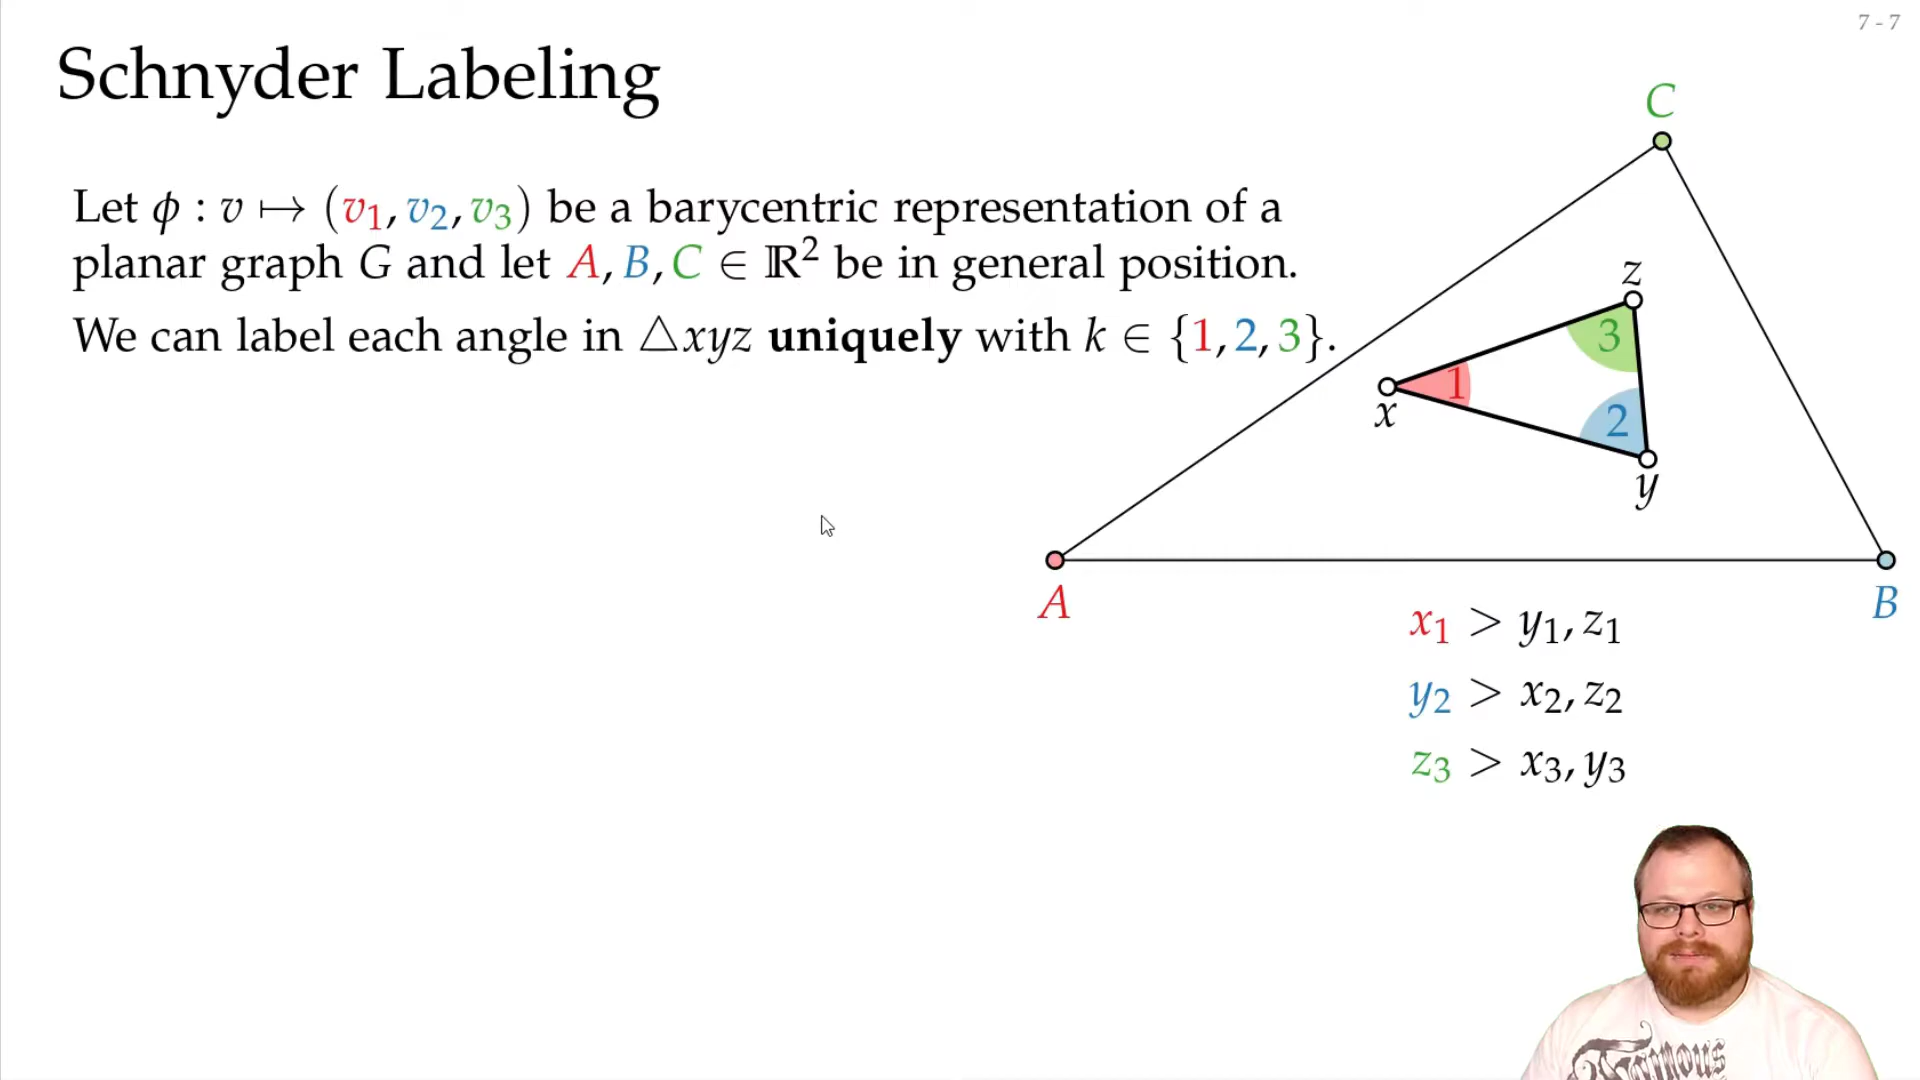 7 - 7
Schnyder Labeling
Let ϕ : v ↦ (v₁, v₂, v₃) be a barycentric representation of a
planar graph G and let A, B, C ∈ ℝ² be in general position.
We can label each angle in △xyz uniquely with k ∈ {1, 2, 3}.
C
z
3
1
x
2
y
A
B
x₁ > y₁, z₁
y₂ > x₂, z₂
z₃ > x₃, y₃
Famous